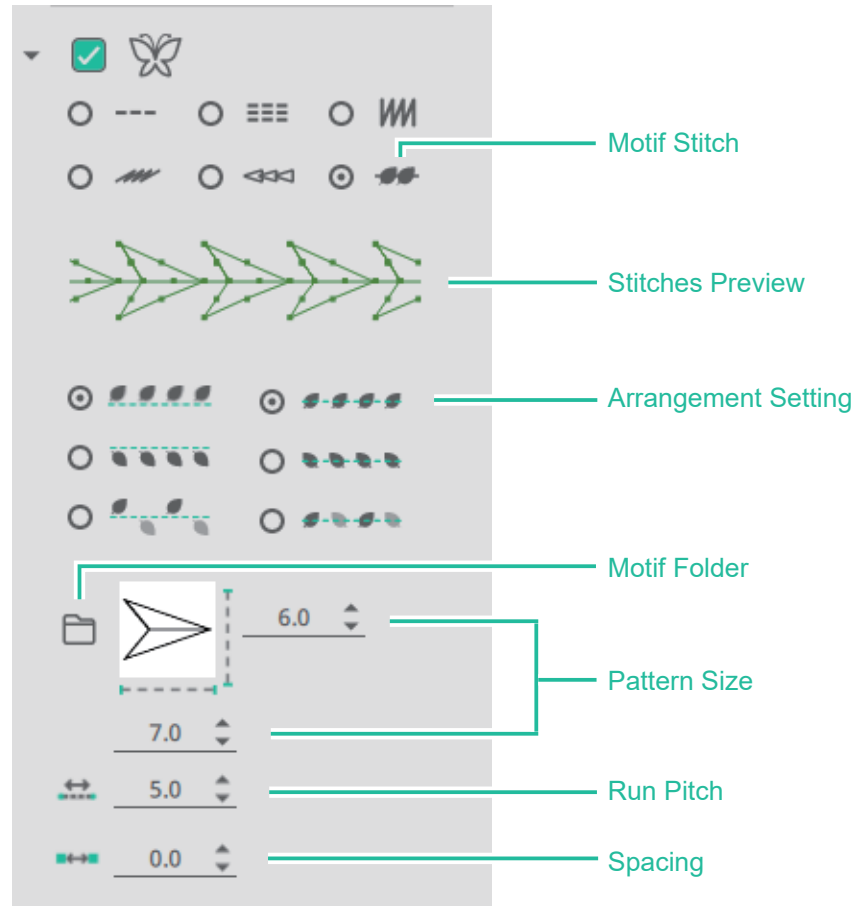 Motif Stitch
Stitches Preview
Arrangement Setting
Motif Folder
6.0
Pattern Size
7.0
5.0
Run Pitch
0.0
Spacing